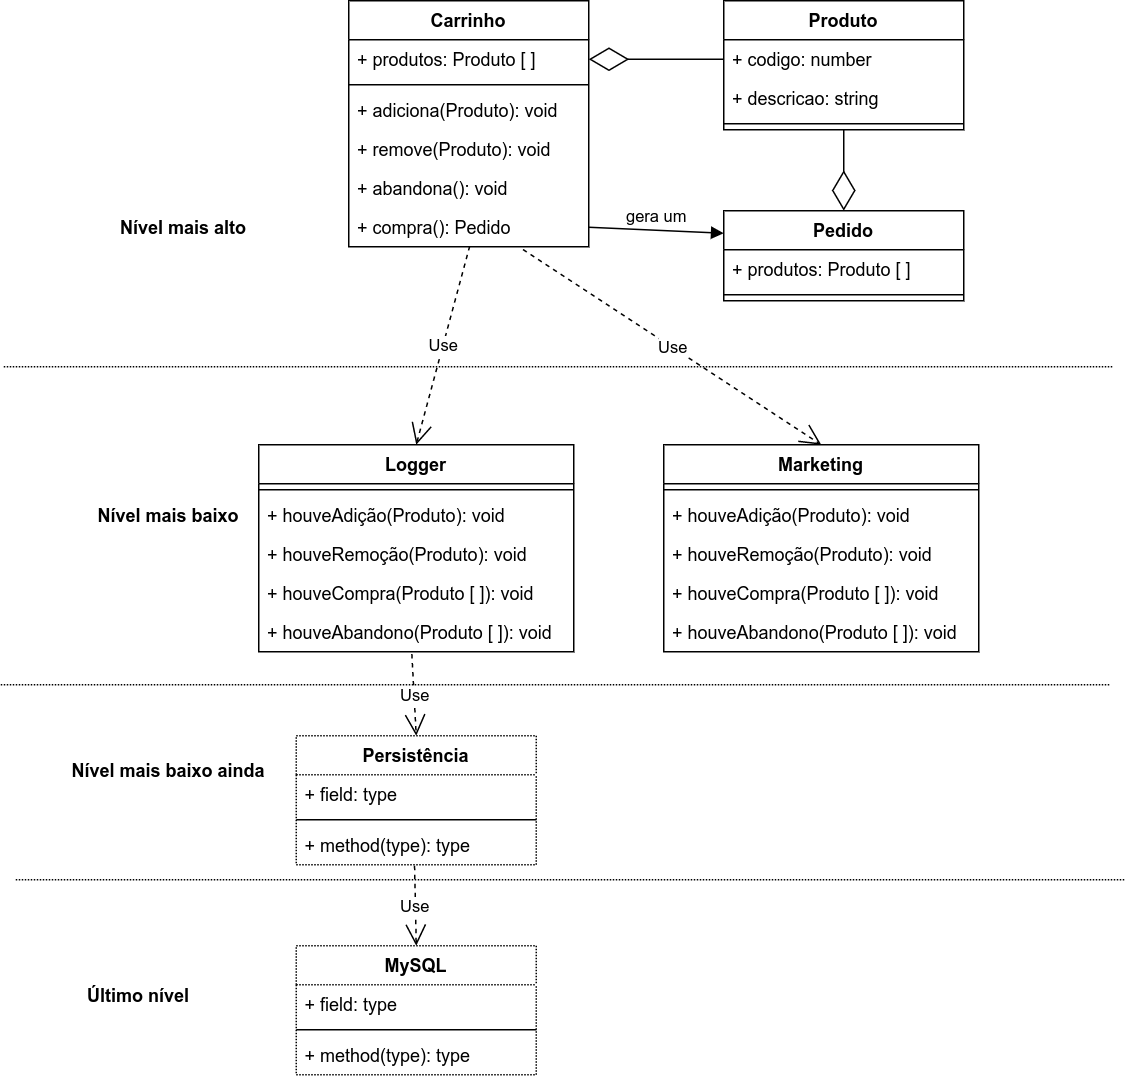 Carrinho
+ produtos: Produto [ ]
+ adiciona(Produto): void
+ remove(Produto): void
+ abandona(): void
+ compra(): Pedido
Produto
+ codigo: number
+ descricao: string
gera um
Pedido
+ produtos: Produto [ ]
Nível mais alto
Use
Use
Nível mais baixo
Logger
+ houveAdição(Produto): void
+ houveRemoção(Produto): void
+ houveCompra(Produto [ ]): void
+ houveAbandono(Produto [ ]): void
Marketing
+ houveAdição(Produto): void
+ houveRemoção(Produto): void
+ houveCompra(Produto [ ]): void
+ houveAbandono(Produto [ ]): void
Use
Nível mais baixo ainda
Persistência
+ field: type
+ method(type): type
Use
Último nível
MySQL
+ field: type
+ method(type): type